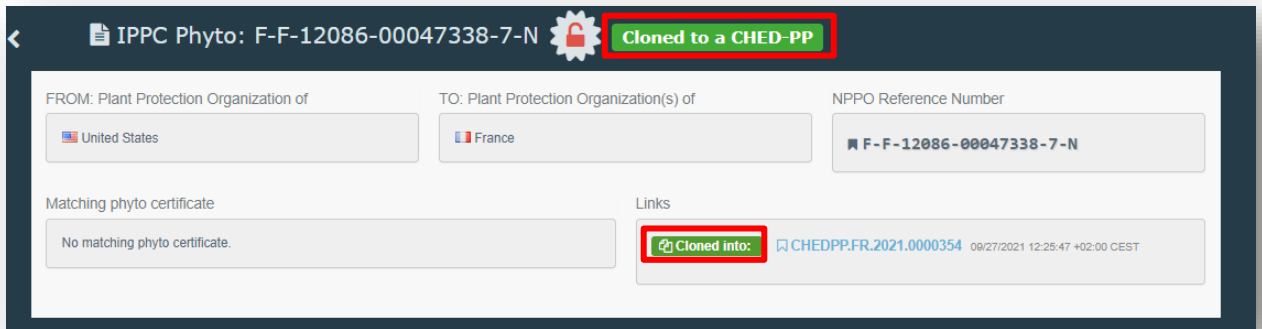 IPPC Phyto: F-F-12086-00047338-7-N Cloned to a CHED-PP
FROM: Plant Protection Organization of
TO: Plant Protection Organization(s) of
NPPO Reference Number
United States
France
F-F-12086-00047338-7-N
Matching phyto certificate
Links
No matching phyto certificate.
Cloned into: CHEDPP.FR.2021.0000354 09/27/2021 12:25:47 +02:00 CEST